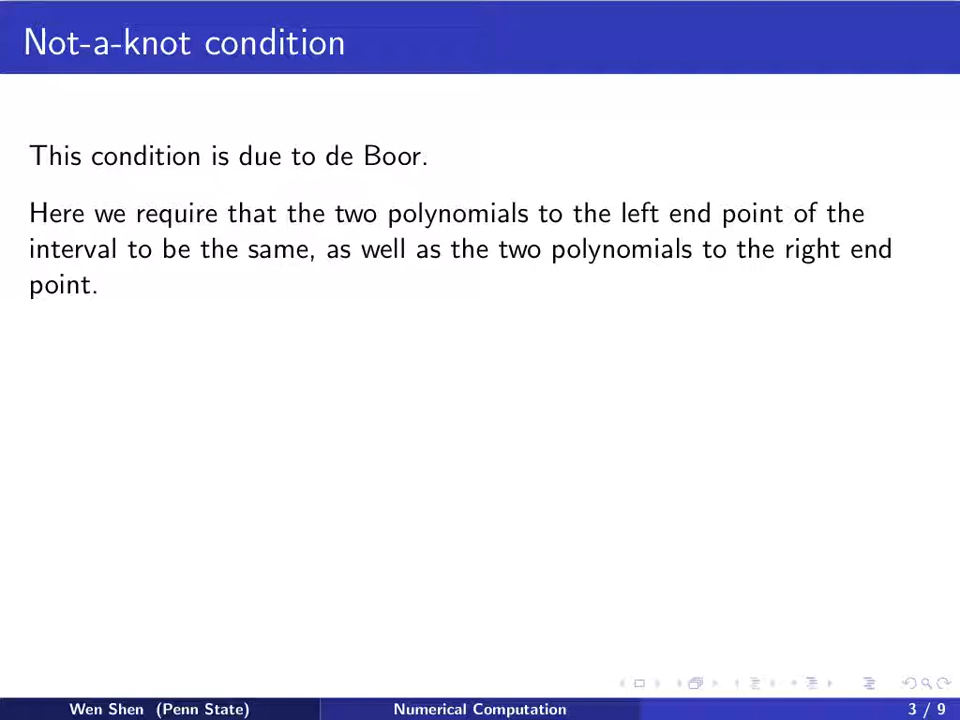 Not-a-knot condition
This condition is due to de Boor.
Here we require that the two polynomials to the left end point of the
interval to be the same, as well as the two polynomials to the right end
point.
Wen Shen (Penn State)
Numerical Computation
3 / 9